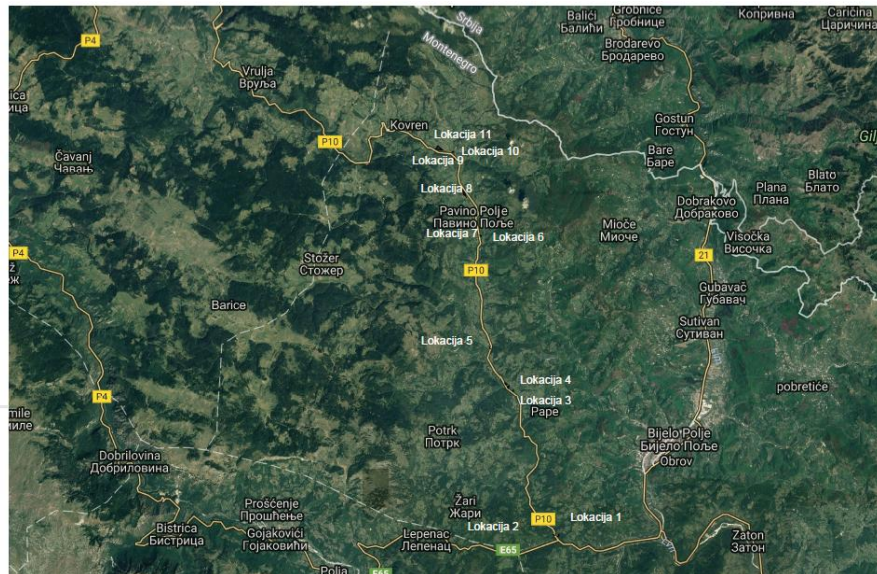 Grobnice
Гробнице
Balići
Балићи
Копривна
Caričina
Царичина
Srbija
P4
Brodarevo
Бродарево
Montenegro
Vrulja
Вруља
Kovren
Lokacija 11
Gostun
Гостун
P10
Lokacija 10
Lokacija 9
Bare
Баре
Čavanj
Чавањ
Lokacija 8
Blato
Блато
Plana
Плана
Dobrakovo
Добраково
Pavino Polje
Павино Поље
Mioče
Миоче
Lokacija 7
Lokacija 6
Visočka
Височка
P4
Stožer
Стожер
21
P10
Gubavač
Губавач
Barice
Sutivan
Сутиван
Lokacija 5
Lokacija 4
pobretiće
P4
Lokacija 3
Potrk
Потрк
Bijelo Polje
Бијело Поље
Obrov
Dobrilovina
Добриловина
Žari
Жари
Prošćenje
Прошћење
P10
Lokacija 1
Lokacija 2
Bistrica
Бистрица
Gojakovići
Гојаковићи
Lepenac
Лепенац
E65
Zaton
Затон
Polja
E65